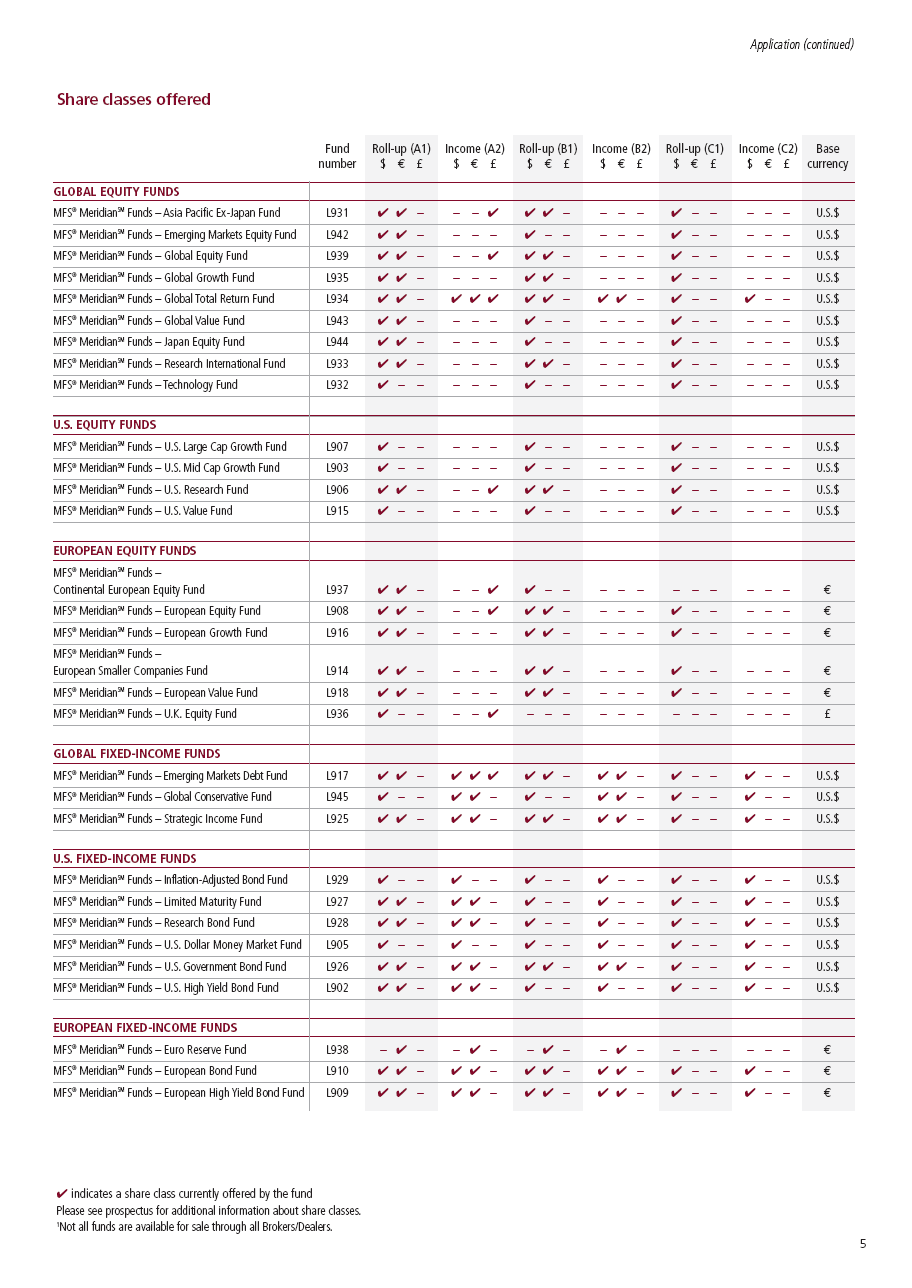 Application (continued)
Share classes offered
Fund Roll-up (A1) Income (A2) Roll-up (B1) Income (B2) Roll-up (C1) Income (C2) Base
number $ € £ $ € £ $ € £ $ € £ $ € £ $ € £ currency
GLOBAL EQUITY FUNDS
MFS® Meridian℠ Funds – Asia Pacific Ex-Japan Fund L931 ✔ ✔ – – – ✔ ✔ ✔ – – – – ✔ – – – – – U.S.$
MFS® Meridian℠ Funds – Emerging Markets Equity Fund L942 ✔ ✔ – – – – ✔ – – – – – ✔ – – – – – U.S.$
MFS® Meridian℠ Funds – Global Equity Fund L939 ✔ ✔ – – – ✔ ✔ ✔ – – – – ✔ – – – – – U.S.$
MFS® Meridian℠ Funds – Global Growth Fund L935 ✔ ✔ – – – – ✔ ✔ – – – – ✔ – – – – – U.S.$
MFS® Meridian℠ Funds – Global Total Return Fund L934 ✔ ✔ – ✔ ✔ ✔ ✔ ✔ – ✔ ✔ – ✔ – – ✔ – – U.S.$
MFS® Meridian℠ Funds – Global Value Fund L943 ✔ ✔ – – – – ✔ – – – – – ✔ – – – – – U.S.$
MFS® Meridian℠ Funds – Japan Equity Fund L944 ✔ ✔ – – – – ✔ – – – – – ✔ – – – – – U.S.$
MFS® Meridian℠ Funds – Research International Fund L933 ✔ ✔ – – – – ✔ ✔ – – – – ✔ – – – – – U.S.$
MFS® Meridian℠ Funds – Technology Fund L932 ✔ – – – – – ✔ – – – – – ✔ – – – – – U.S.$
U.S. EQUITY FUNDS
MFS® Meridian℠ Funds – U.S. Large Cap Growth Fund L907 ✔ – – – – – ✔ – – – – – ✔ – – – – – U.S.$
MFS® Meridian℠ Funds – U.S. Mid Cap Growth Fund L903 ✔ – – – – – ✔ – – – – – ✔ – – – – – U.S.$
MFS® Meridian℠ Funds – U.S. Research Fund L906 ✔ ✔ – – – ✔ ✔ ✔ – – – – ✔ – – – – – U.S.$
MFS® Meridian℠ Funds – U.S. Value Fund L915 ✔ – – – – – ✔ – – – – – ✔ – – – – – U.S.$
EUROPEAN EQUITY FUNDS
MFS® Meridian℠ Funds –
Continental European Equity Fund L937 ✔ ✔ – – – ✔ ✔ – – – – – – – – – – – €
MFS® Meridian℠ Funds – European Equity Fund L908 ✔ ✔ – – – ✔ ✔ ✔ – – – – ✔ – – – – – €
MFS® Meridian℠ Funds – European Growth Fund L916 ✔ ✔ – – – – ✔ ✔ – – – – ✔ – – – – – €
MFS® Meridian℠ Funds –
European Smaller Companies Fund L914 ✔ ✔ – – – – ✔ ✔ – – – – ✔ – – – – – €
MFS® Meridian℠ Funds – European Value Fund L918 ✔ ✔ – – – – ✔ ✔ – – – – ✔ – – – – – €
MFS® Meridian℠ Funds – U.K. Equity Fund L936 ✔ – – – – ✔ – – – – – – – – – – – – £
GLOBAL FIXED-INCOME FUNDS
MFS® Meridian℠ Funds – Emerging Markets Debt Fund L917 ✔ ✔ – ✔ ✔ ✔ ✔ ✔ – ✔ ✔ – ✔ – – ✔ – – U.S.$
MFS® Meridian℠ Funds – Global Conservative Fund L945 ✔ – – ✔ ✔ – ✔ – – ✔ ✔ – ✔ – – ✔ – – U.S.$
MFS® Meridian℠ Funds – Strategic Income Fund L925 ✔ ✔ – ✔ ✔ – ✔ ✔ – ✔ ✔ – ✔ – – ✔ – – U.S.$
U.S. FIXED-INCOME FUNDS
MFS® Meridian℠ Funds – Inflation-Adjusted Bond Fund L929 ✔ – – ✔ – – ✔ – – ✔ – – ✔ – – ✔ – – U.S.$
MFS® Meridian℠ Funds – Limited Maturity Fund L927 ✔ ✔ – ✔ ✔ – ✔ – – ✔ – – ✔ – – ✔ – – U.S.$
MFS® Meridian℠ Funds – Research Bond Fund L928 ✔ ✔ – ✔ ✔ – ✔ – – ✔ – – ✔ – – ✔ – – U.S.$
MFS® Meridian℠ Funds – U.S. Dollar Money Market Fund L905 ✔ – – ✔ – – ✔ – – ✔ – – ✔ – – ✔ – – U.S.$
MFS® Meridian℠ Funds – U.S. Government Bond Fund L926 ✔ ✔ – ✔ ✔ – ✔ ✔ – ✔ ✔ – ✔ – – ✔ – – U.S.$
MFS® Meridian℠ Funds – U.S. High Yield Bond Fund L902 ✔ ✔ – ✔ ✔ – ✔ – – ✔ – – ✔ – – ✔ – – U.S.$
EUROPEAN FIXED-INCOME FUNDS
MFS® Meridian℠ Funds – Euro Reserve Fund L938 – ✔ – – ✔ – – ✔ – – ✔ – – – – – – – €
MFS® Meridian℠ Funds – European Bond Fund L910 ✔ ✔ – ✔ ✔ – ✔ ✔ – ✔ ✔ – ✔ – – ✔ – – €
MFS® Meridian℠ Funds – European High Yield Bond Fund L909 ✔ ✔ – ✔ ✔ – ✔ ✔ – ✔ ✔ – ✔ – – ✔ – – €
✔ indicates a share class currently offered by the fund
Please see prospectus for additional information about share classes.
¹Not all funds are available for sale through all Brokers/Dealers.
5